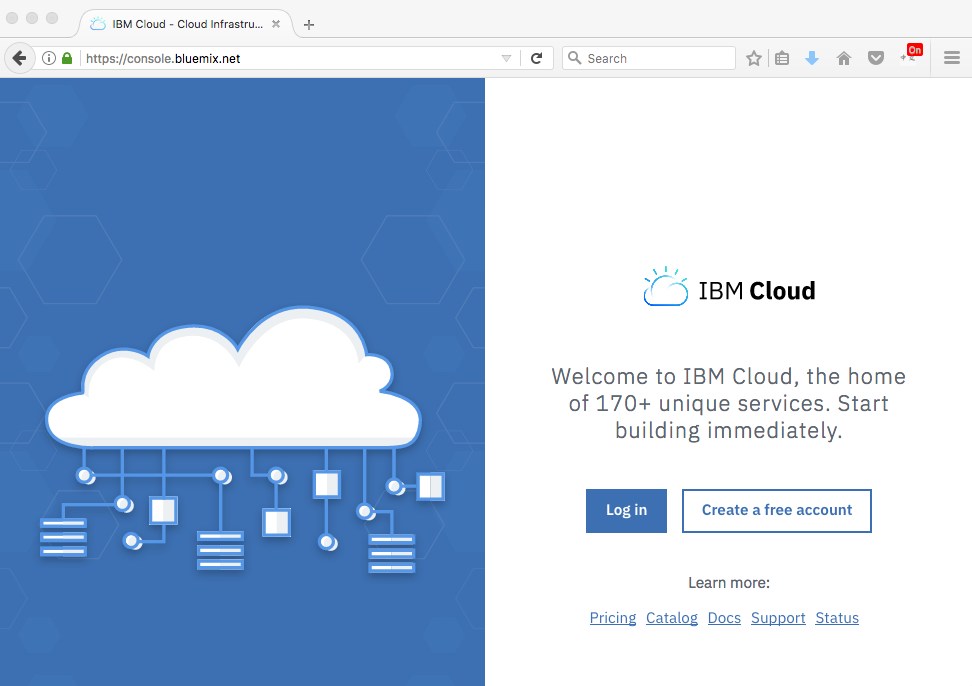 IBM Cloud - Cloud Infrastru...
https://console.bluemix.net
Search
On
IBM Cloud
Welcome to IBM Cloud, the home
of 170+ unique services. Start
building immediately.
Log in
Create a free account
Learn more:
Pricing Catalog Docs Support Status